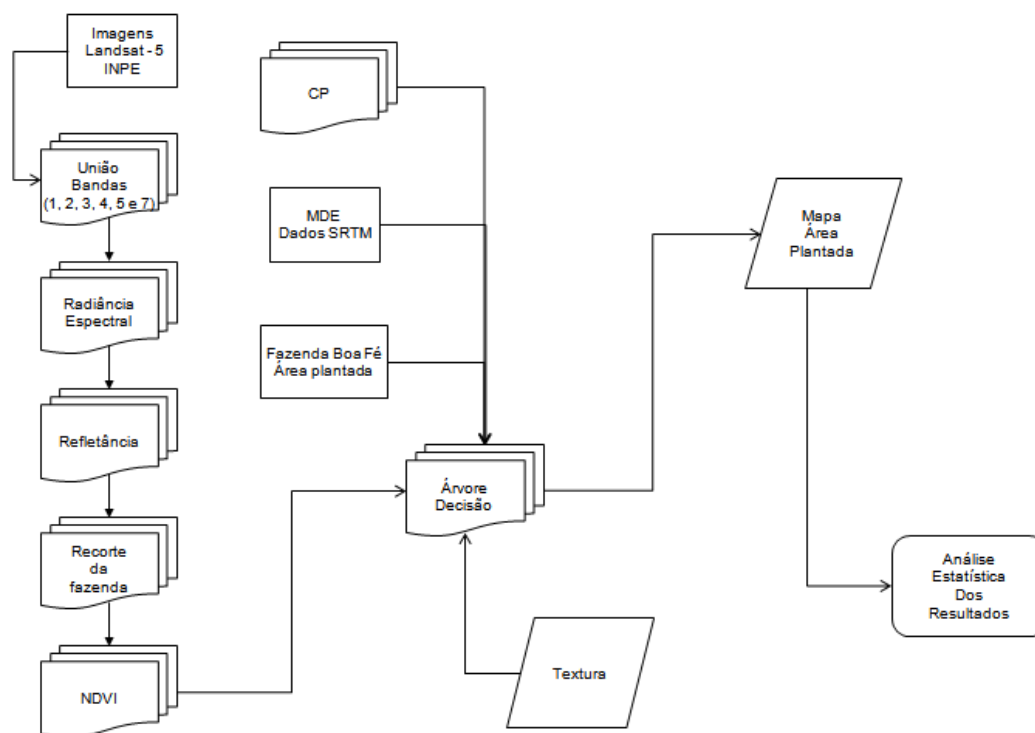 Imagens
Landsat - 5
INPE
União
Bandas
(1, 2, 3, 4, 5 e 7)
Radiância
Espectral
Refletância
Recorte
da
fazenda
NDVI
CP
MDE
Dados SRTM
Fazenda Boa Fé
Área plantada
Árvore
Decisão
Textura
Mapa
Área
Plantada
Análise
Estatística
Dos
Resultados